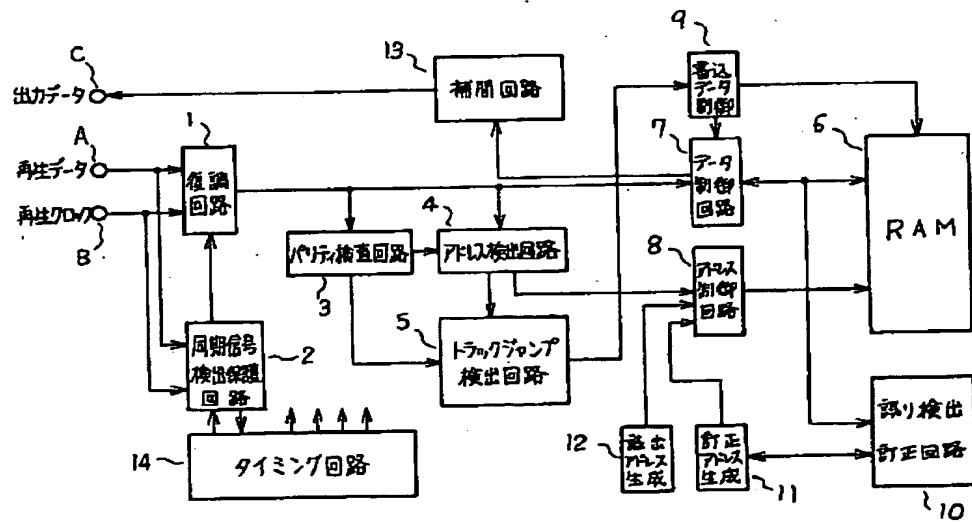 C
出力データ
A
再生データ
再生クロック
B
1
復調
回路
同期信号
検出保護
回路
2
14
タイミング回路
13
補間回路
パリティ検査回路
3
4
アドレス検出回路
5
トラックジャンプ
検出回路
9
書込
データ
制御
7
データ
制御
回路
8
アドレス
制御
回路
6
RAM
12
読出
アドレス
生成
訂正
アドレス
生成
11
誤り検出
訂正回路
10